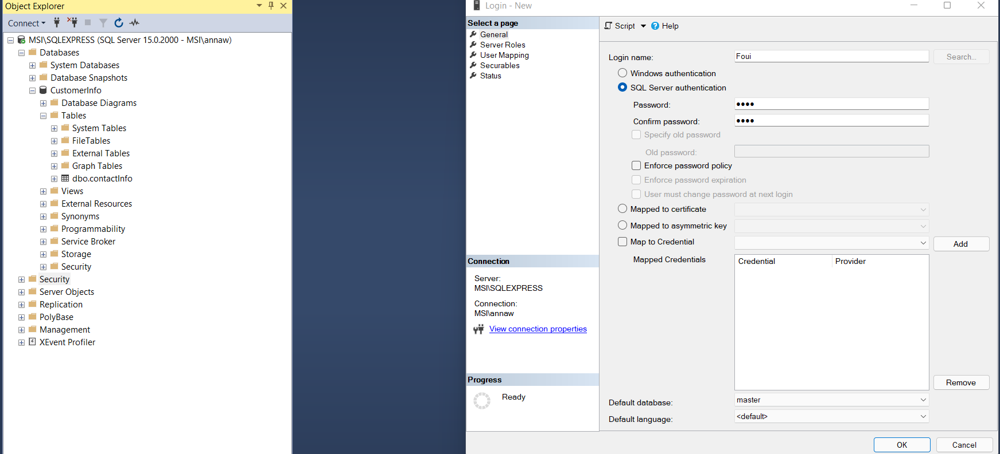 Object Explorer
Connect
MSI\SQLEXPRESS (SQL Server 15.0.2000 - MSI\annaw)
Databases
System Databases
Database Snapshots
CustomerInfo
Database Diagrams
Tables
System Tables
FileTables
External Tables
Graph Tables
dbo.contactInfo
Views
External Resources
Synonyms
Programmability
Service Broker
Storage
Security
Security
Server Objects
Replication
PolyBase
Management
XEvent Profiler
Login - New
Select a page
General
Server Roles
User Mapping
Securables
Status
Connection
Server:
MSI\SQLEXPRESS
Connection:
MSI\annaw
View connection properties
Progress
Ready
Script Help
Login name: Foui Search...
Windows authentication
SQL Server authentication
Password: ●●●●
Confirm password: ●●●●
Specify old password
Old password:
Enforce password policy
Enforce password expiration
User must change password at next login
Mapped to certificate
Mapped to asymmetric key
Map to Credential Add
Mapped Credentials Credential Provider
Remove
Default database: master
Default language: <default>
OK Cancel